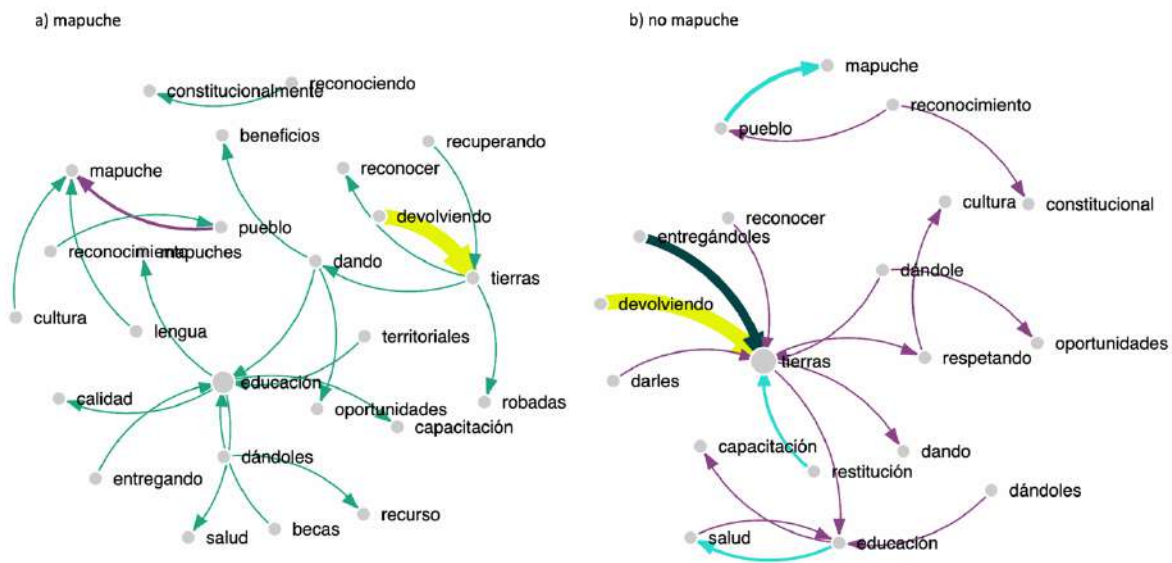 a) mapuche
reconociendo
constitucionalmente
beneficios
recuperando
reconocer
mapuche
devolviendo
pueblo
reconocimiento
mapuches
dando
tierras
cultura
lengua
territoriales
educación
calidad
oportunidades
robadas
capacitación
dándoles
entregando
recurso
becas
salud
b) no mapuche
mapuche
reconocimiento
pueblo
cultura
constitucional
reconocer
entregándoles
dándole
devolviendo
oportunidades
respetando
tierras
darles
capacitación
dando
restitución
dándoles
salud
educación